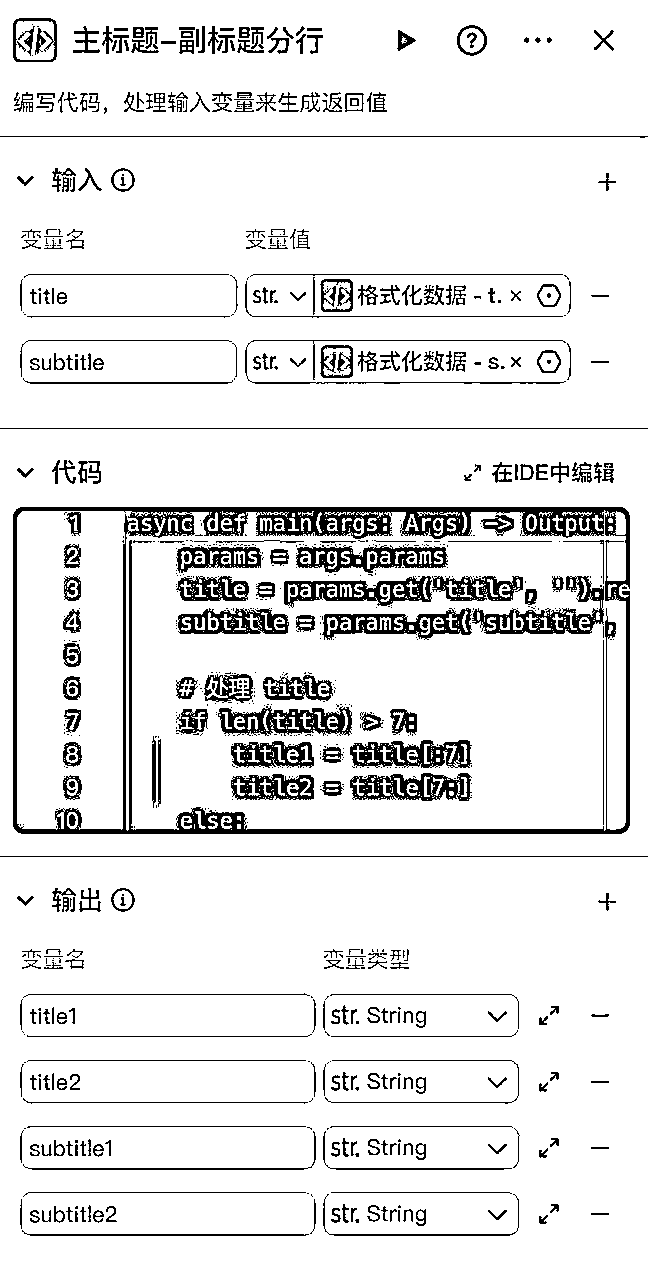 主标题-副标题分行
编写代码，处理输入变量来生成返回值
输入
变量名 变量值
title str. 格式化数据 - t. ×
subtitle str. 格式化数据 - s. ×
代码 在IDE中编辑
1 async def main(args: Args) -> Output:
2 params = args.params
3 title = params.get("title", "").re
4 subtitle = params.get("subtitle",
5
6 # 处理 title
7 if len(title) > 7:
8 title1 = title[:7]
9 title2 = title[7:]
10 else:
输出
变量名 变量类型
title1 str. String
title2 str. String
subtitle1 str. String
subtitle2 str. String